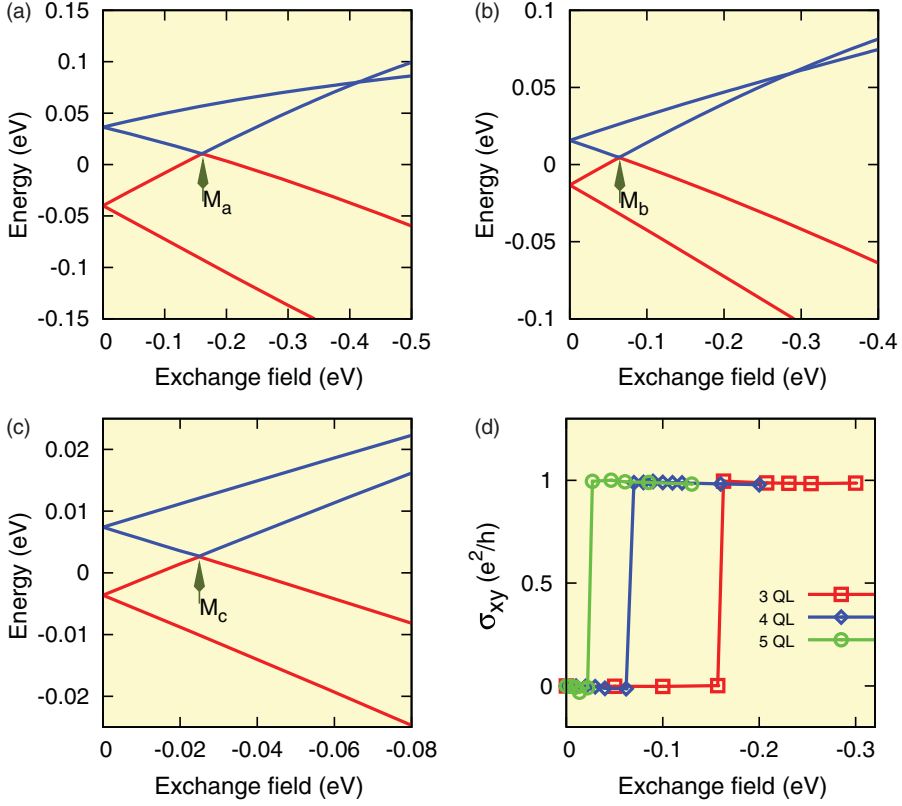 (a)
0.15
0.1
0.05
0
-0.05
-0.1
-0.15
Energy (eV)
M_a
0 -0.1 -0.2 -0.3 -0.4 -0.5
Exchange field (eV)
(b)
0.1
0.05
0
-0.05
-0.1
Energy (eV)
M_b
0 -0.1 -0.2 -0.3 -0.4
Exchange field (eV)
(c)
0.02
0.01
0
-0.01
-0.02
Energy (eV)
M_c
0 -0.02 -0.04 -0.06 -0.08
Exchange field (eV)
(d)
1
0.5
0
σ_xy (e²/h)
3 QL
4 QL
5 QL
0 -0.1 -0.2 -0.3
Exchange field (eV)